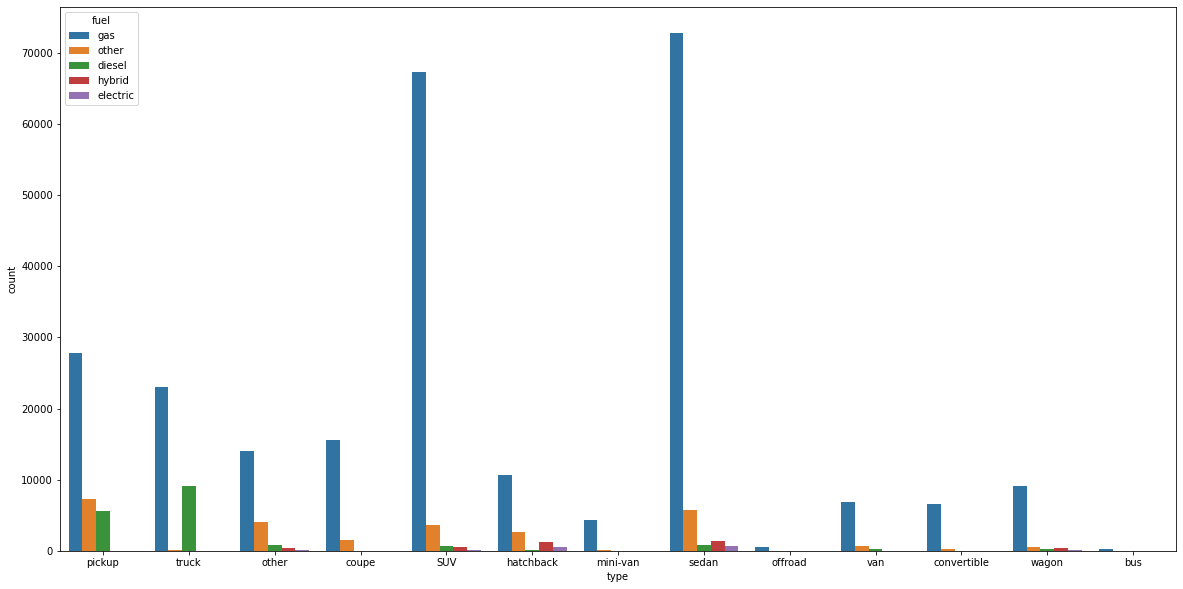 fuel
gas
other
diesel
hybrid
electric
70000
60000
50000
40000
30000
20000
10000
0
count
pickup truck other coupe SUV hatchback mini-van sedan offroad van convertible wagon bus
type